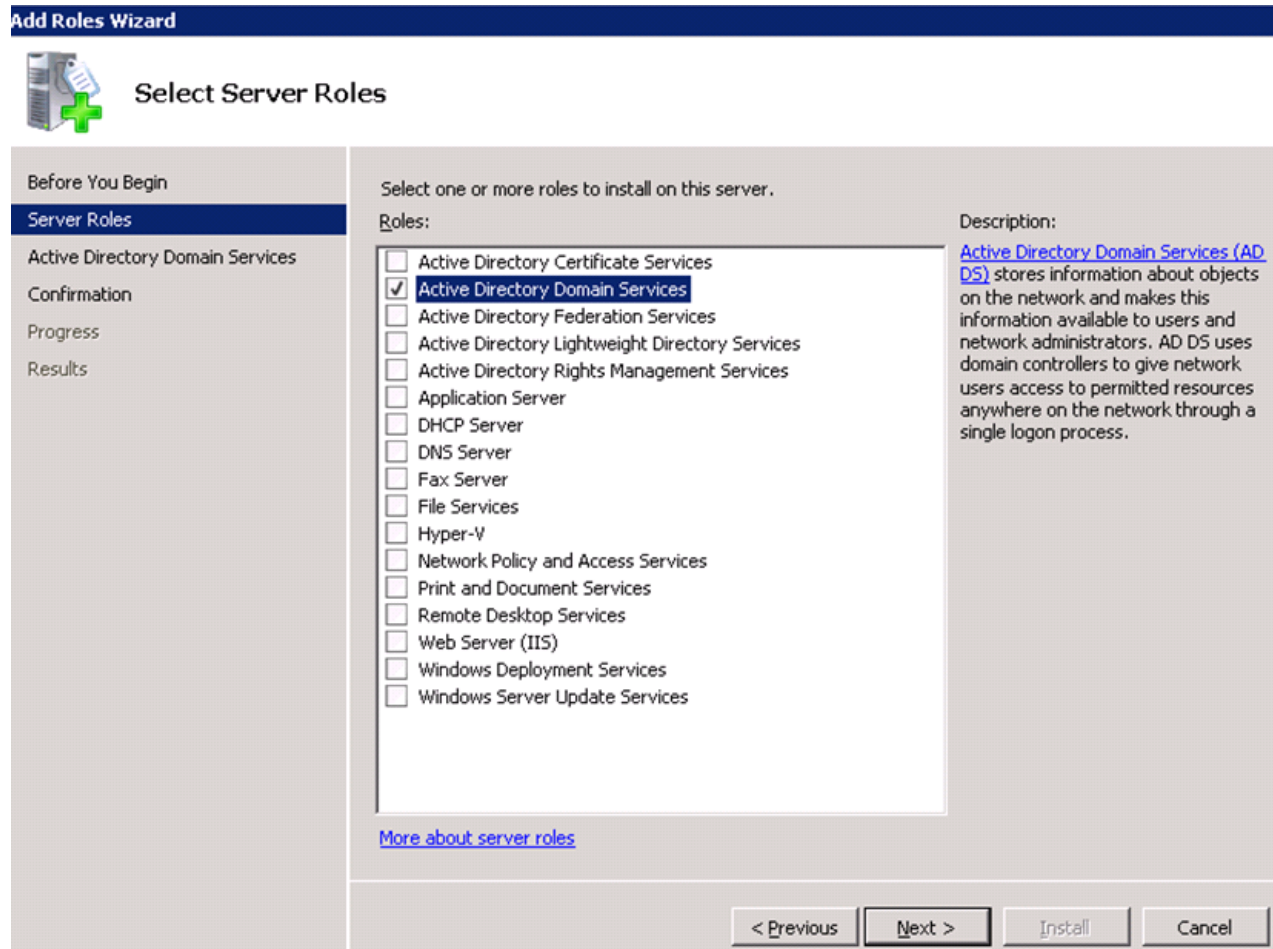 Add Roles Wizard
Select Server Roles
Before You Begin
Server Roles
Active Directory Domain Services
Confirmation
Progress
Results
Select one or more roles to install on this server.
Roles:
Active Directory Certificate Services
Active Directory Domain Services
Active Directory Federation Services
Active Directory Lightweight Directory Services
Active Directory Rights Management Services
Application Server
DHCP Server
DNS Server
Fax Server
File Services
Hyper-V
Network Policy and Access Services
Print and Document Services
Remote Desktop Services
Web Server (IIS)
Windows Deployment Services
Windows Server Update Services
More about server roles
Description:
Active Directory Domain Services (AD
DS) stores information about objects
on the network and makes this
information available to users and
network administrators. AD DS uses
domain controllers to give network
users access to permitted resources
anywhere on the network through a
single logon process.
< Previous
Next >
Install
Cancel